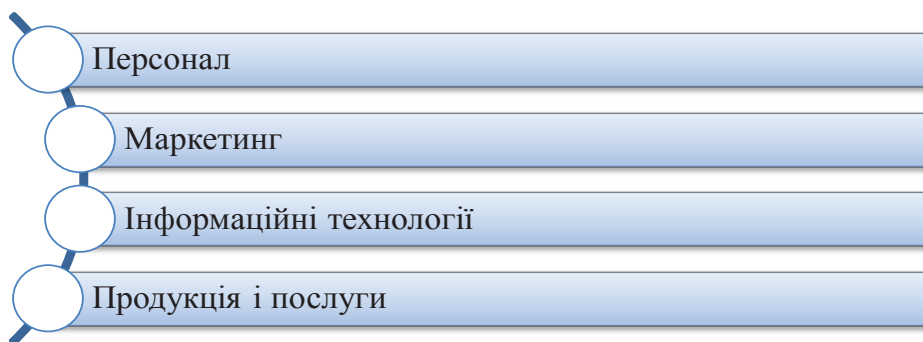 Персонал
Маркетинг
Інформаційні технології
Продукція і послуги